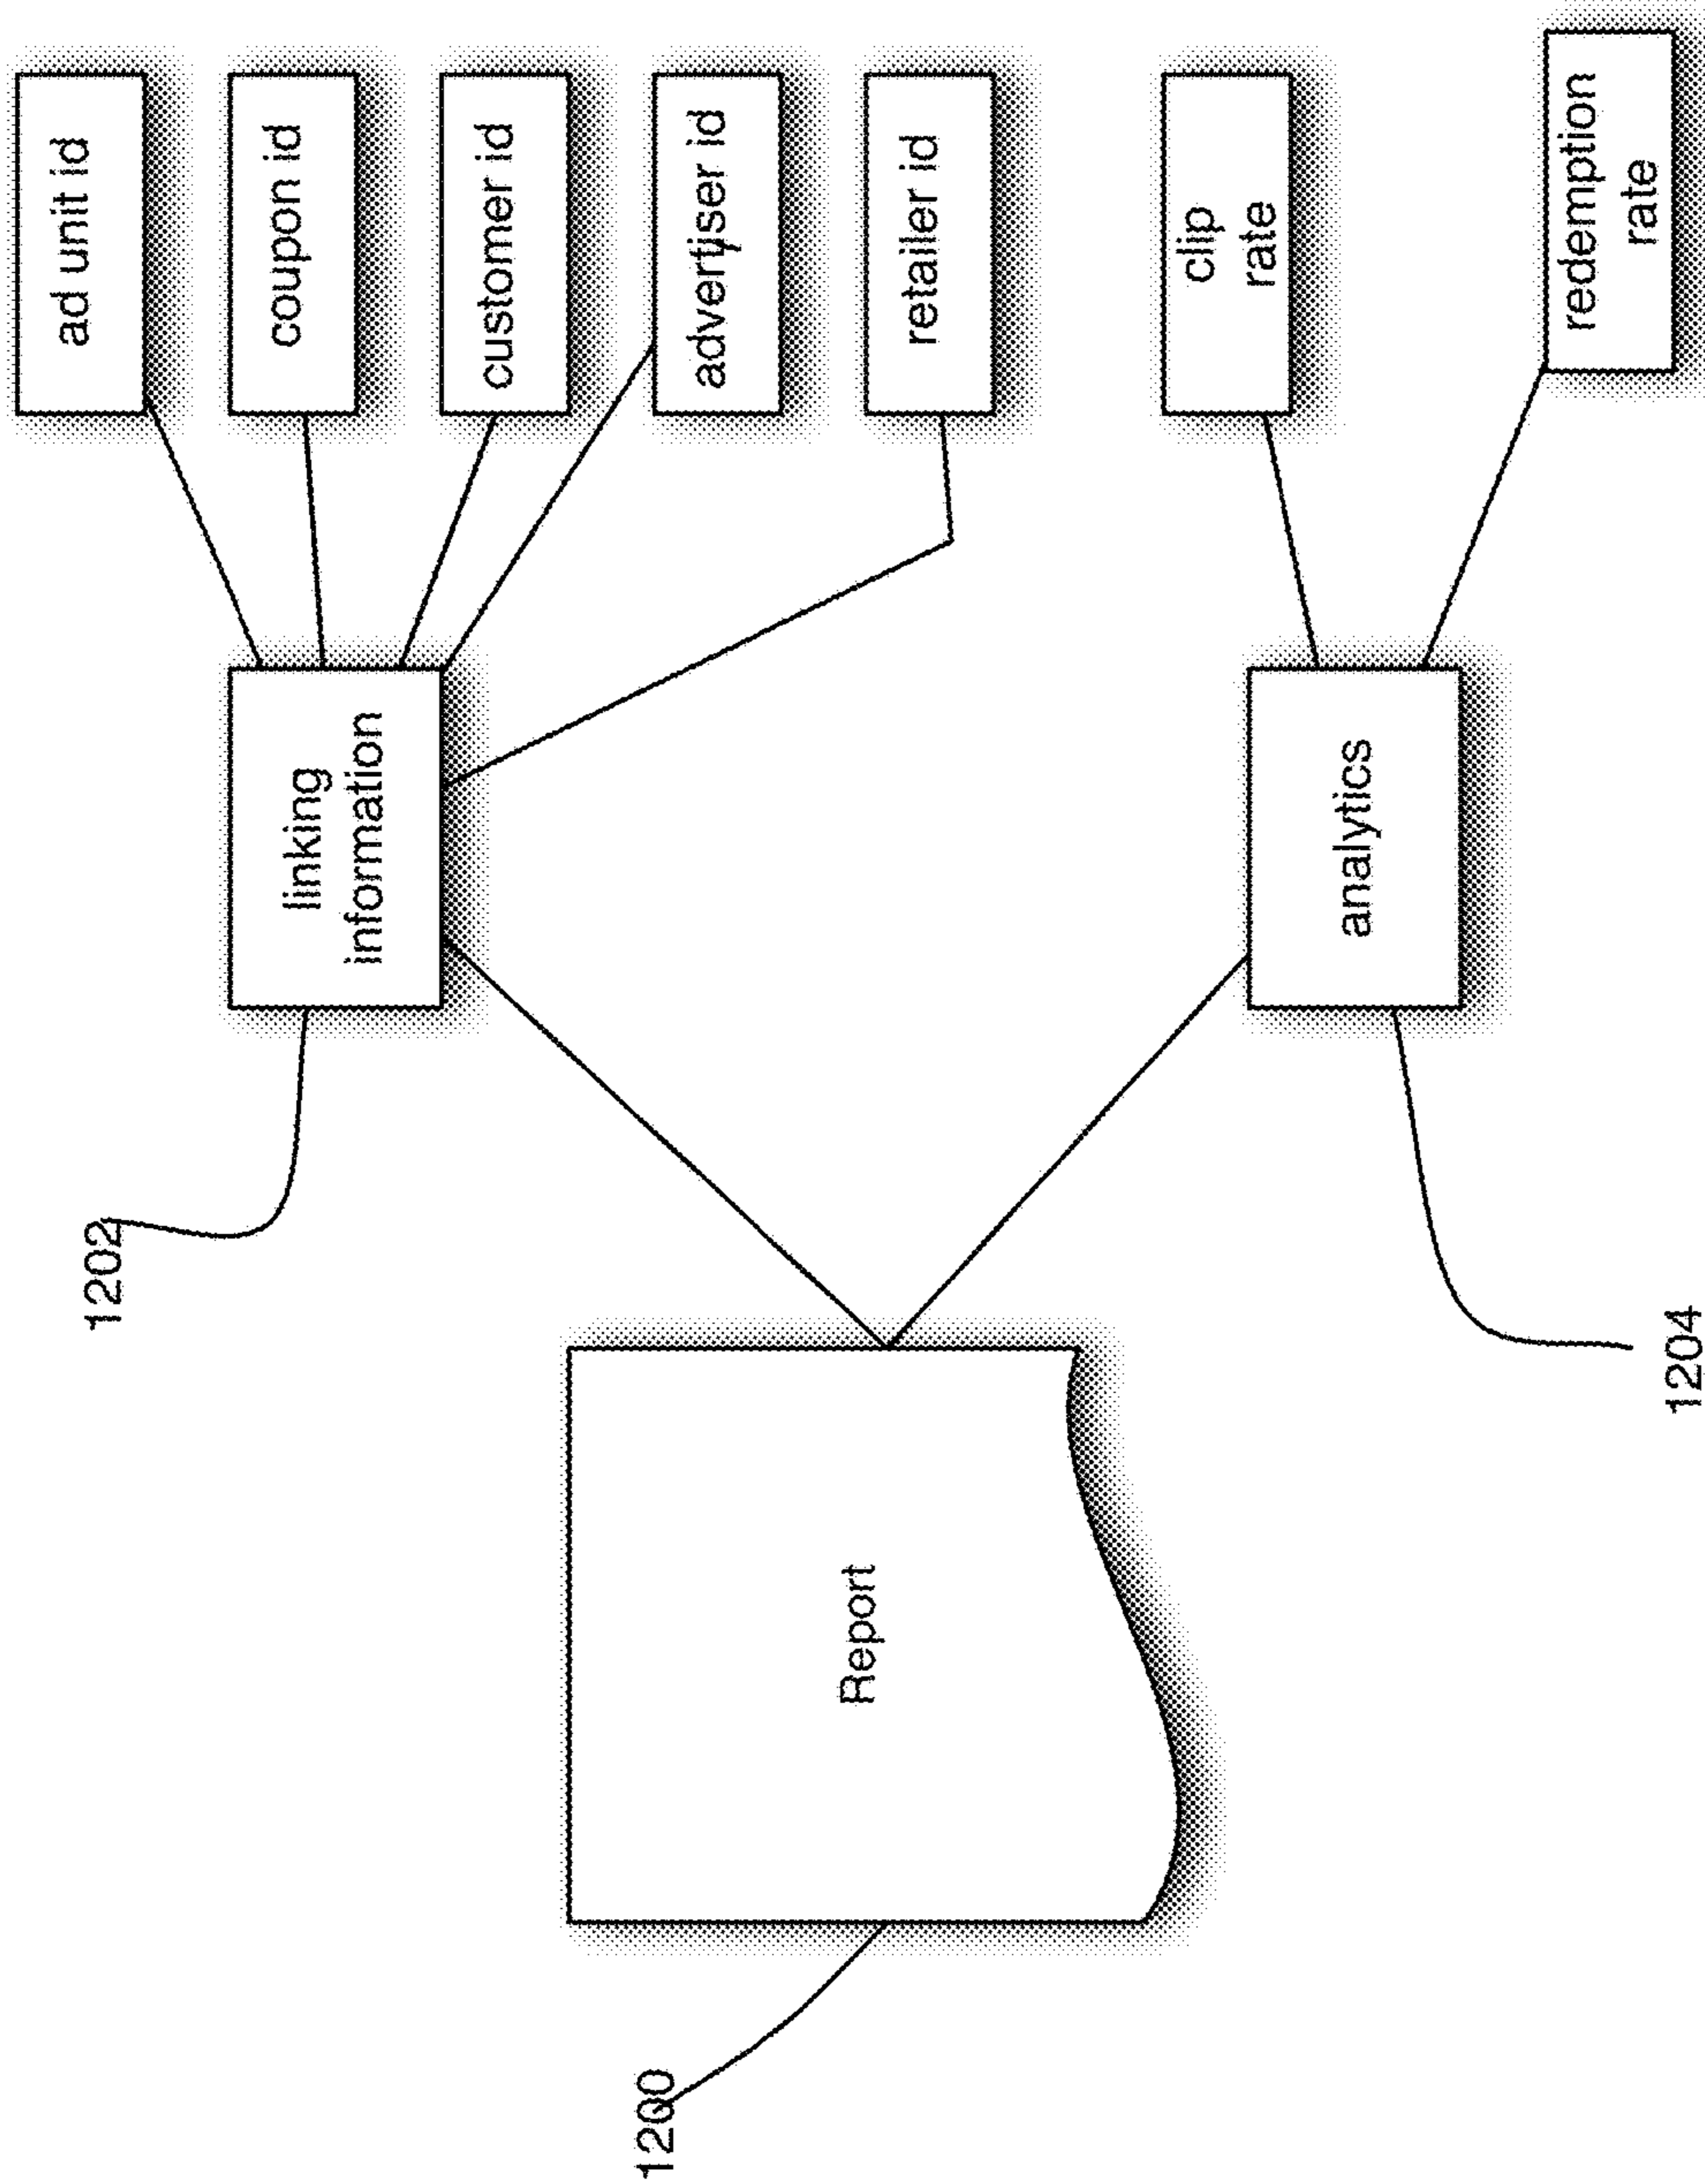 1200
Report
1202
linking
information
1204
analytics
ad unit id
coupon id
customer id
advertiser id
retailer id
clip
rate
redemption
rate